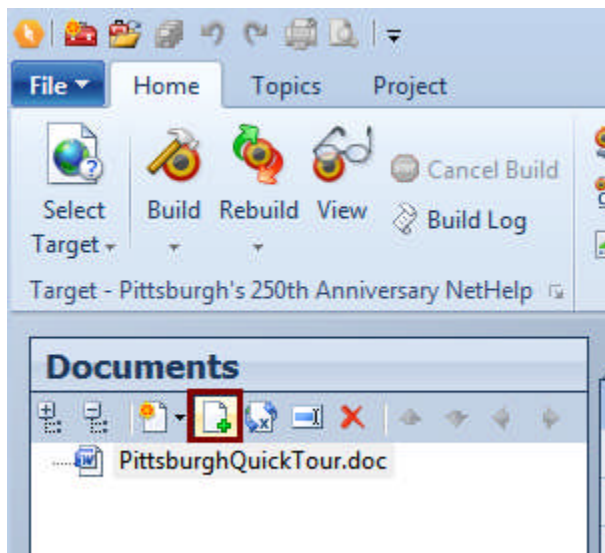 File Home Topics Project
Select Target
Build
Rebuild
View
Cancel Build
Build Log
Target - Pittsburgh's 250th Anniversary NetHelp
Documents
PittsburghQuickTour.doc